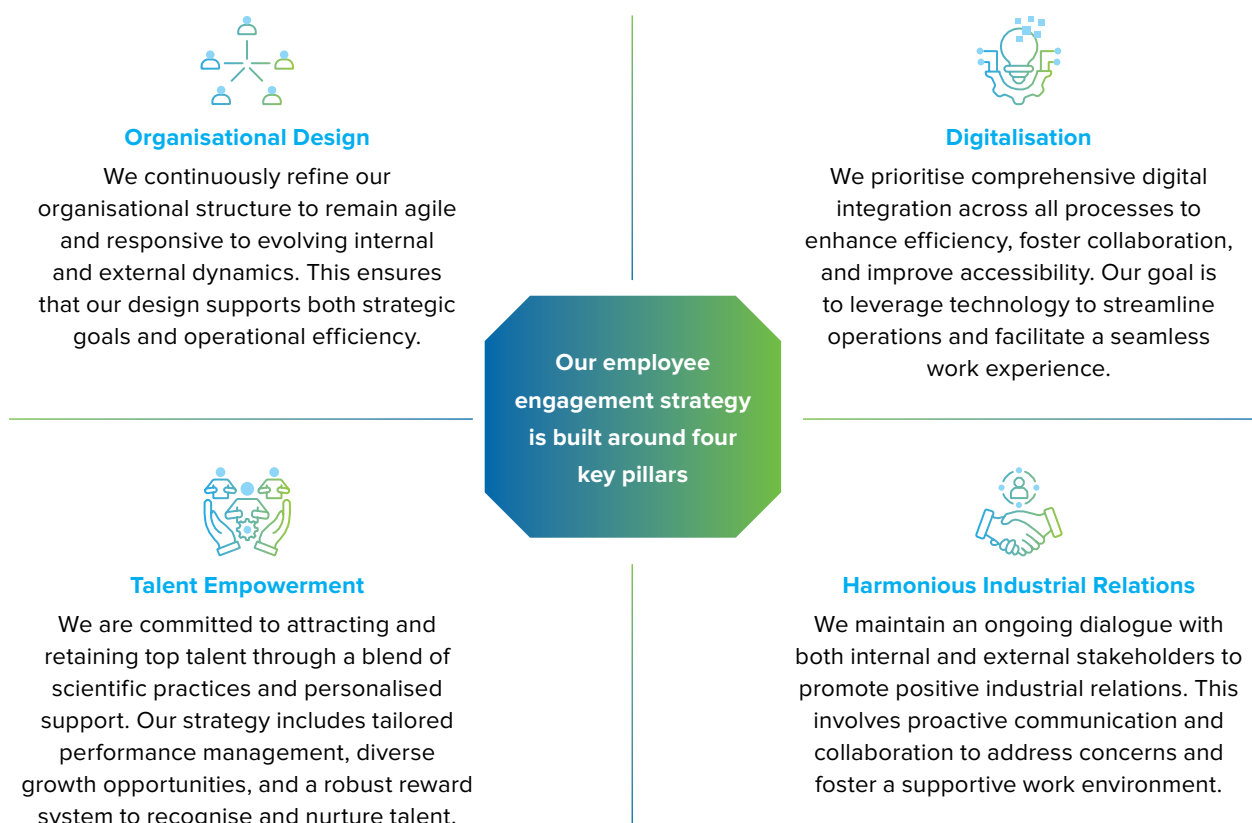 Organisational Design
We continuously refine our
organisational structure to remain agile
and responsive to evolving internal
and external dynamics. This ensures
that our design supports both strategic
goals and operational efficiency.
Digitalisation
We prioritise comprehensive digital
integration across all processes to
enhance efficiency, foster collaboration,
and improve accessibility. Our goal is
to leverage technology to streamline
operations and facilitate a seamless
work experience.
Our employee
engagement strategy
is built around four
key pillars
Talent Empowerment
We are committed to attracting and
retaining top talent through a blend of
scientific practices and personalised
support. Our strategy includes tailored
performance management, diverse
growth opportunities, and a robust reward
system to recognise and nurture talent.
Harmonious Industrial Relations
We maintain an ongoing dialogue with
both internal and external stakeholders to
promote positive industrial relations. This
involves proactive communication and
collaboration to address concerns and
foster a supportive work environment.